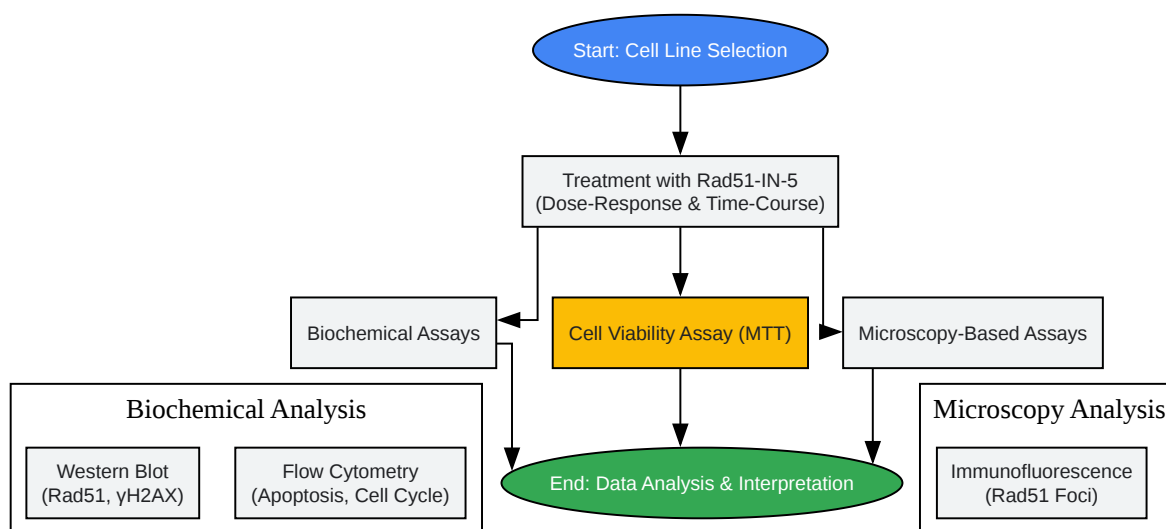 Start: Cell Line Selection
Treatment with Rad51-IN-5
(Dose-Response & Time-Course)
Biochemical Assays
Cell Viability Assay (MTT)
Microscopy-Based Assays
Biochemical Analysis
Western Blot
(Rad51, γH2AX)
Flow Cytometry
(Apoptosis, Cell Cycle)
End: Data Analysis & Interpretation
Microscopy Analysis
Immunofluorescence
(Rad51 Foci)